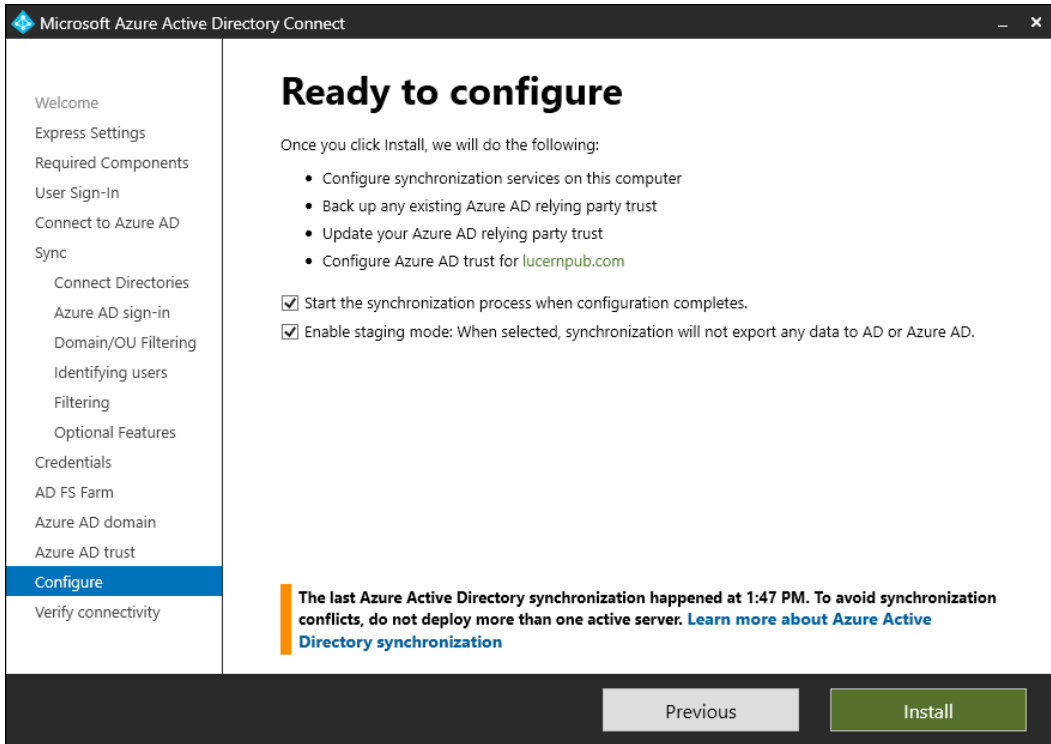 Microsoft Azure Active Directory Connect
Welcome
Express Settings
Required Components
User Sign-In
Connect to Azure AD
Sync
Connect Directories
Azure AD sign-in
Domain/OU Filtering
Identifying users
Filtering
Optional Features
Credentials
AD FS Farm
Azure AD domain
Azure AD trust
Configure
Verify connectivity
Ready to configure
Once you click Install, we will do the following:
• Configure synchronization services on this computer
• Back up any existing Azure AD relying party trust
• Update your Azure AD relying party trust
• Configure Azure AD trust for lucernpub.com
Start the synchronization process when configuration completes.
Enable staging mode: When selected, synchronization will not export any data to AD or Azure AD.
The last Azure Active Directory synchronization happened at 1:47 PM. To avoid synchronization
conflicts, do not deploy more than one active server. Learn more about Azure Active
Directory synchronization
Previous
Install